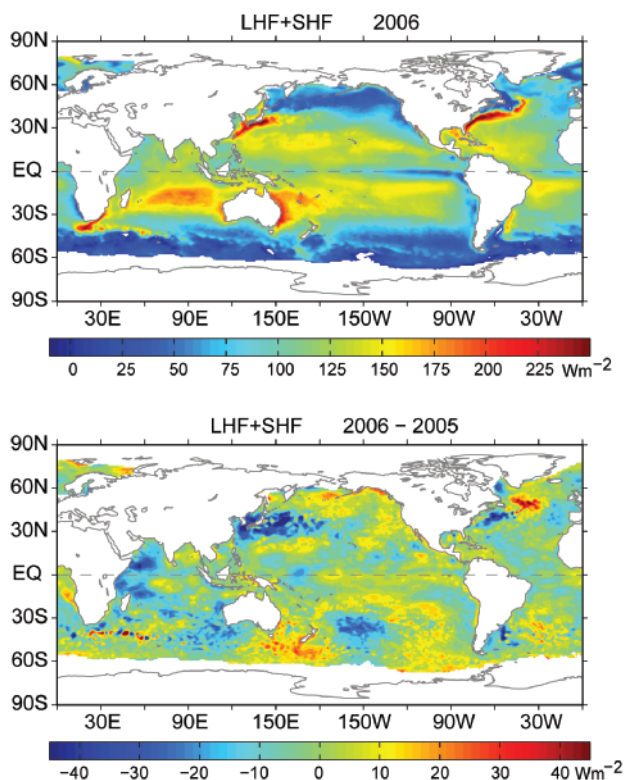 LHF+SHF 2006
90N
60N
30N
EQ
30S
60S
90S
30E 90E 150E 150W 90W 30W
0 25 50 75 100 125 150 175 200 225 Wm⁻²
LHF+SHF 2006 − 2005
90N
60N
30N
EQ
30S
60S
90S
30E 90E 150E 150W 90W 30W
−40 −30 −20 −10 0 10 20 30 40 Wm⁻²